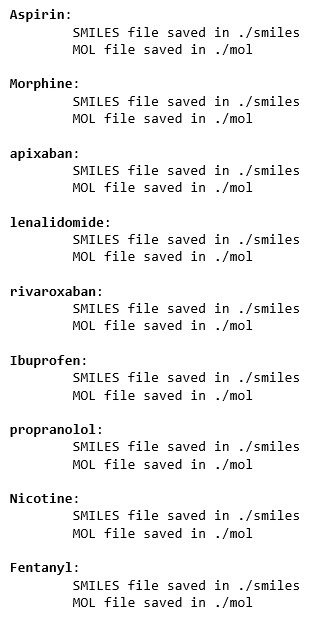 Aspirin:
SMILES file saved in ./smiles
MOL file saved in ./mol
Morphine:
SMILES file saved in ./smiles
MOL file saved in ./mol
apixaban:
SMILES file saved in ./smiles
MOL file saved in ./mol
lenalidomide:
SMILES file saved in ./smiles
MOL file saved in ./mol
rivaroxaban:
SMILES file saved in ./smiles
MOL file saved in ./mol
Ibuprofen:
SMILES file saved in ./smiles
MOL file saved in ./mol
propranolol:
SMILES file saved in ./smiles
MOL file saved in ./mol
Nicotine:
SMILES file saved in ./smiles
MOL file saved in ./mol
Fentanyl:
SMILES file saved in ./smiles
MOL file saved in ./mol